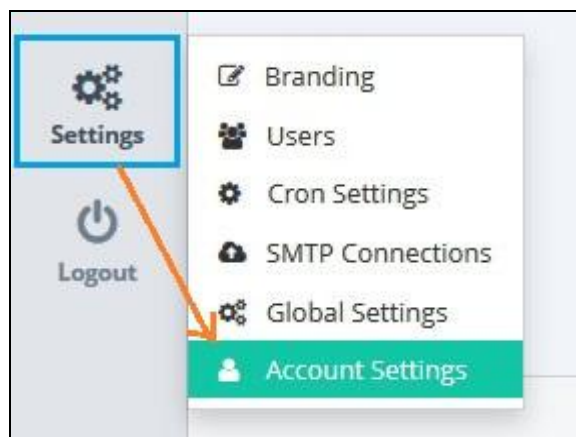 Settings
Logout
Branding
Users
Cron Settings
SMTP Connections
Global Settings
Account Settings